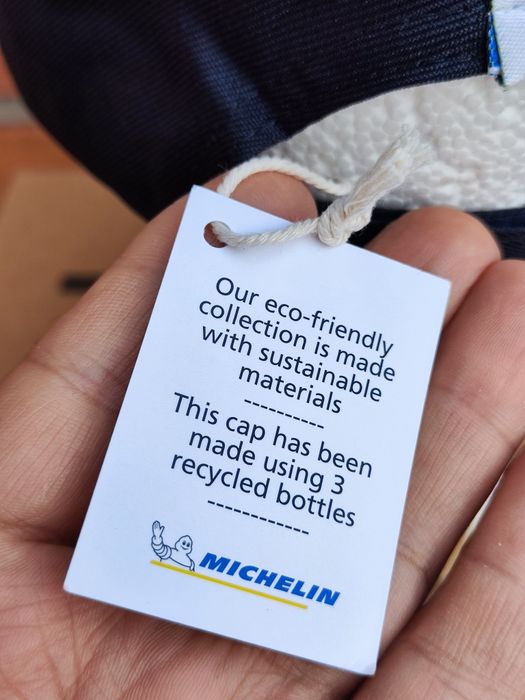 Our eco-friendly
collection is made
with sustainable
materials
----------
This cap has been
made using 3
recycled bottles
------------
MICHELIN